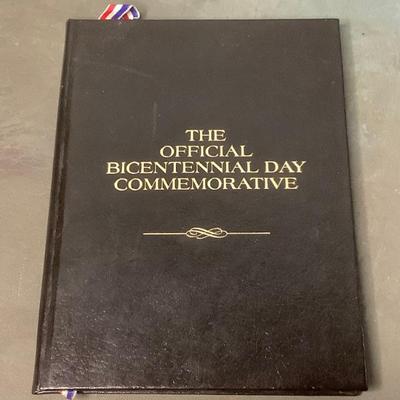 THE
OFFICIAL
BICENTENNIAL DAY
COMMEMORATIVE